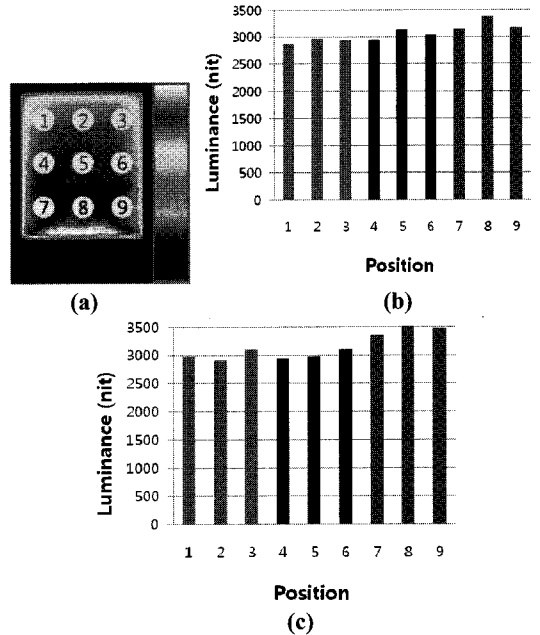 1 2 3
4 5 6
7 8 9
(a)
Luminance (nit)
3500
3000
2500
2000
1500
1000
500
0
1 2 3 4 5 6 7 8 9
Position
(b)
Luminance (nit)
3500
3000
2500
2000
1500
1000
500
0
1 2 3 4 5 6 7 8 9
Position
(c)